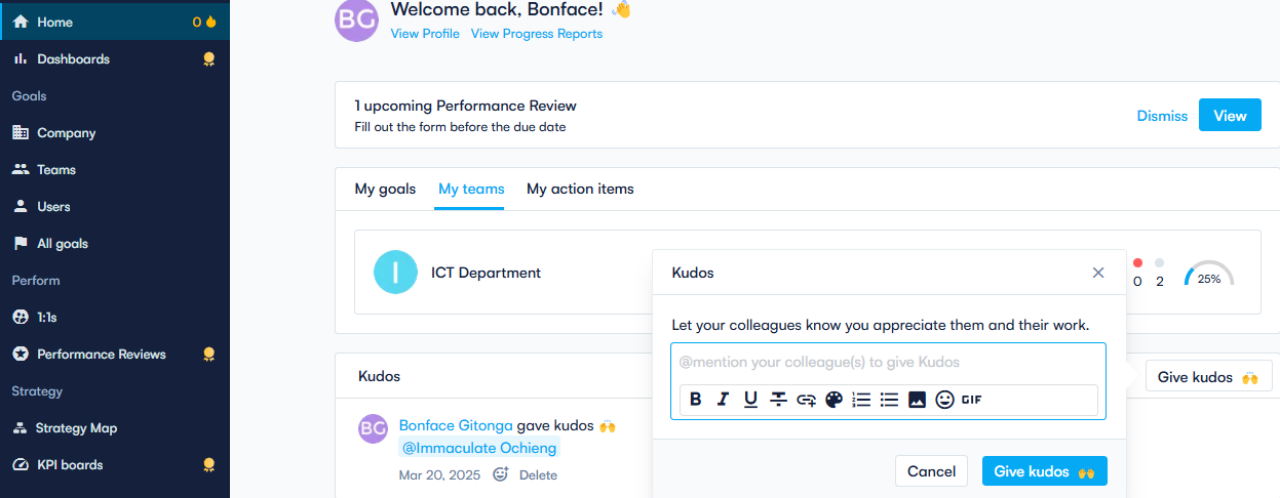 Home 0
Dashboards
Goals
Company
Teams
Users
All goals
Perform
1:1s
Performance Reviews
Strategy
Strategy Map
KPI boards
BG
Welcome back, Bonface! 👋
View Profile View Progress Reports
1 upcoming Performance Review
Fill out the form before the due date
Dismiss View
My goals My teams My action items
I ICT Department
0 2 25%
Kudos
Give kudos 🙌
BG Bonface Gitonga gave kudos 🙌
@Immaculate Ochieng
Mar 20, 2025 Delete
Kudos
Let your colleagues know you appreciate them and their work.
@mention your colleague(s) to give Kudos
B I U GIF
Cancel Give kudos 🙌